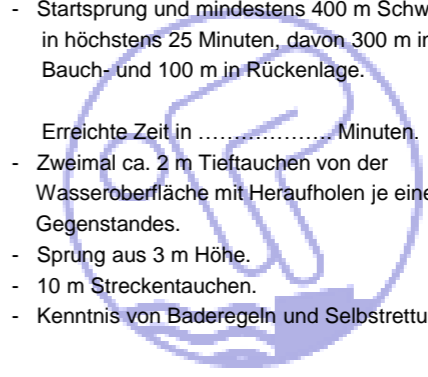 - Startsprung und mindestens 400 m Schw
in höchstens 25 Minuten, davon 300 m in
Bauch- und 100 m in Rückenlage.
Erreichte Zeit in ……………… Minuten.
- Zweimal ca. 2 m Tieftauchen von der
Wasseroberfläche mit Heraufholen je eine
Gegenstandes.
- Sprung aus 3 m Höhe.
- 10 m Streckentauchen.
- Kenntnis von Baderegeln und Selbstrettu